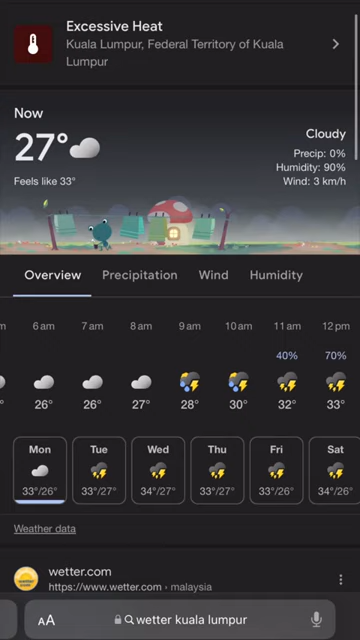 Excessive Heat
Kuala Lumpur, Federal Territory of Kuala
Lumpur
Now
27°
Feels like 33°
Cloudy
Precip: 0%
Humidity: 90%
Wind: 3 km/h
Overview Precipitation Wind Humidity
m 6 am 7 am 8 am 9 am 10 am 11 am 12 pm
40% 70%
° 26° 26° 27° 28° 30° 32° 33°
Mon Tue Wed Thu Fri Sat
33°/26° 33°/27° 34°/27° 33°/27° 33°/26° 34°/26°
Weather data
wetter.com
https://www.wetter.com › malaysia
AA wetter kuala lumpur